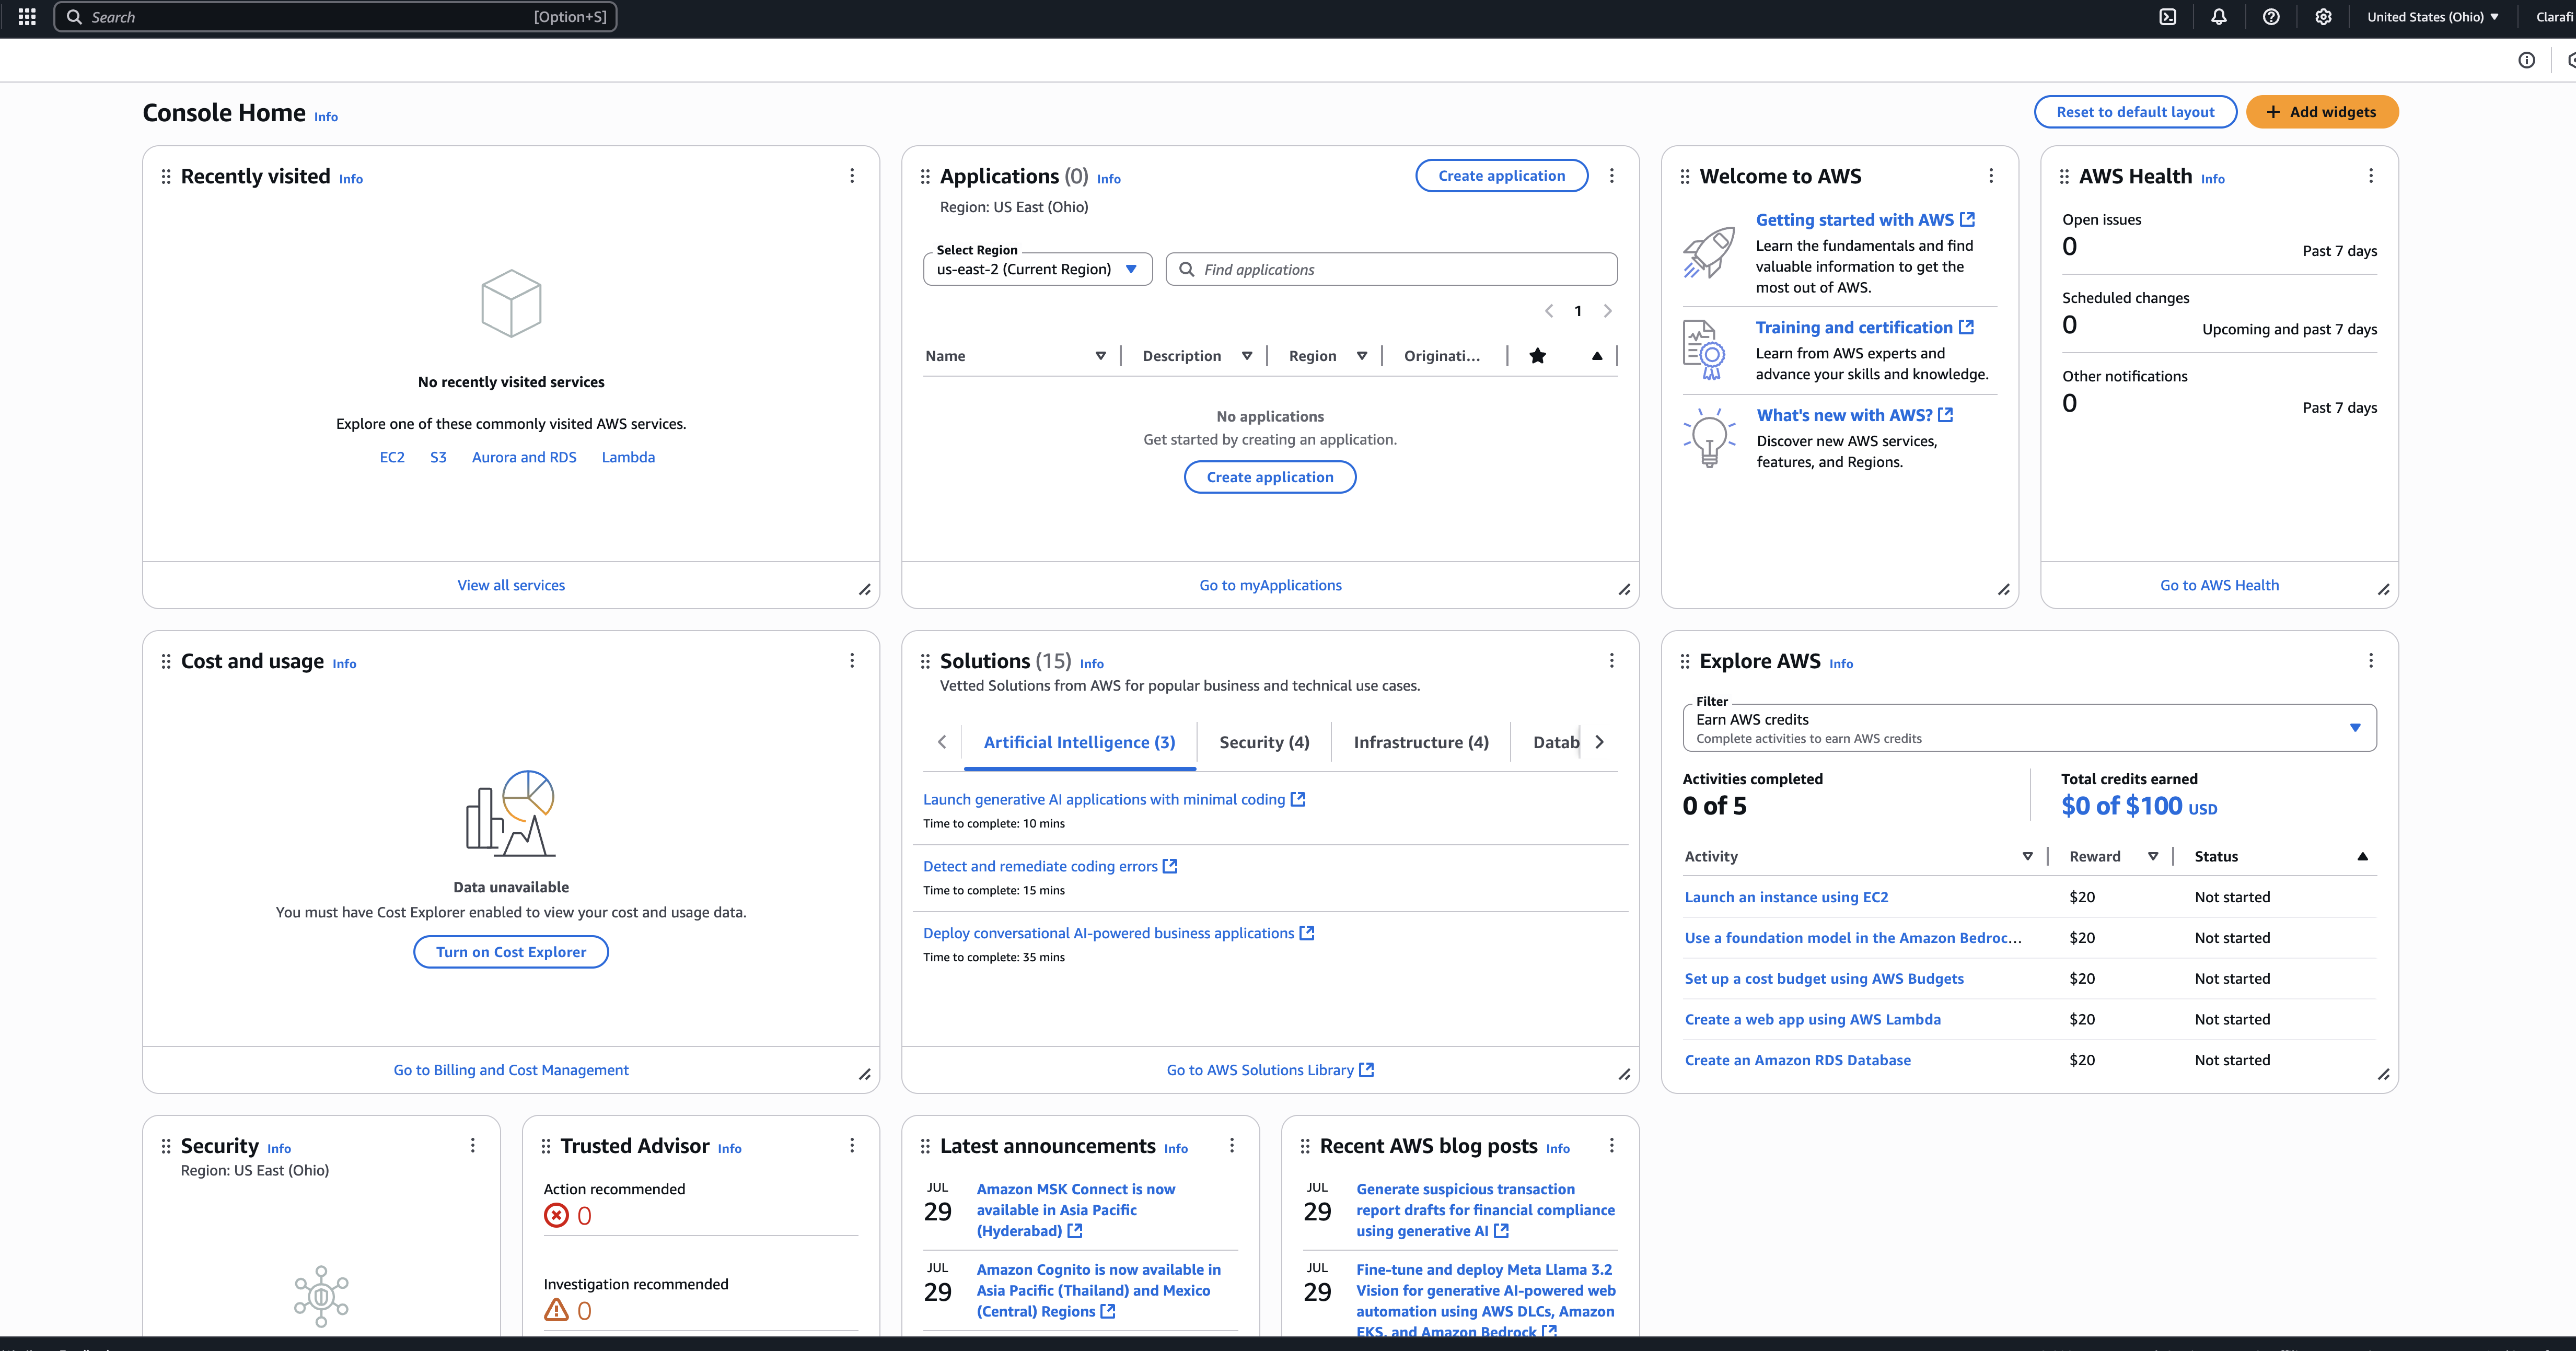 Search
[Option+S]
United States (Ohio)
Clarafi
Console Home Info
Reset to default layout
Add widgets
Recently visited Info
No recently visited services
Explore one of these commonly visited AWS services.
EC2 S3 Aurora and RDS Lambda
View all services
Applications (0) Info
Create application
Region: US East (Ohio)
Select Region
us-east-2 (Current Region)
Find applications
1
Name Description Region Originati...
No applications
Get started by creating an application.
Create application
Go to myApplications
Welcome to AWS
Getting started with AWS
Learn the fundamentals and find
valuable information to get the
most out of AWS.
Training and certification
Learn from AWS experts and
advance your skills and knowledge.
What's new with AWS?
Discover new AWS services,
features, and Regions.
AWS Health Info
Open issues
0
Past 7 days
Scheduled changes
0
Upcoming and past 7 days
Other notifications
0
Past 7 days
Go to AWS Health
Cost and usage Info
Data unavailable
You must have Cost Explorer enabled to view your cost and usage data.
Turn on Cost Explorer
Go to Billing and Cost Management
Solutions (15) Info
Vetted Solutions from AWS for popular business and technical use cases.
Artificial Intelligence (3) Security (4) Infrastructure (4) Datab
Launch generative AI applications with minimal coding
Time to complete: 10 mins
Detect and remediate coding errors
Time to complete: 15 mins
Deploy conversational AI-powered business applications
Time to complete: 35 mins
Go to AWS Solutions Library
Explore AWS Info
Filter
Earn AWS credits
Complete activities to earn AWS credits
Activities completed
0 of 5
Total credits earned
$0 of $100 USD
Activity Reward Status
Launch an instance using EC2 $20 Not started
Use a foundation model in the Amazon Bedroc... $20 Not started
Set up a cost budget using AWS Budgets $20 Not started
Create a web app using AWS Lambda $20 Not started
Create an Amazon RDS Database $20 Not started
Security Info
Region: US East (Ohio)
Trusted Advisor Info
Action recommended
0
Investigation recommended
0
Latest announcements Info
JUL
29
Amazon MSK Connect is now
available in Asia Pacific
(Hyderabad)
JUL
29
Amazon Cognito is now available in
Asia Pacific (Thailand) and Mexico
(Central) Regions
Recent AWS blog posts Info
JUL
29
Generate suspicious transaction
report drafts for financial compliance
using generative AI
JUL
29
Fine-tune and deploy Meta Llama 3.2
Vision for generative AI-powered web
automation using AWS DLCs, Amazon
EKS, and Amazon Bedrock